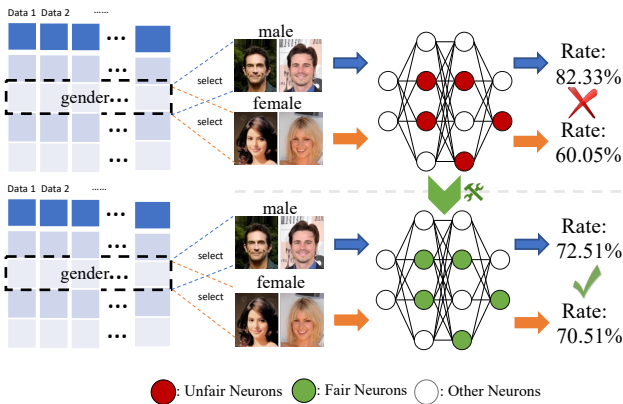 Data 1 Data 2 ......
...
male
select
Rate:
82.33%
...
gender...
female
select
...
Rate:
60.05%
...
Data 1 Data 2 ......
...
male
select
Rate:
72.51%
...
gender...
female
select
...
Rate:
70.51%
...
: Unfair Neurons : Fair Neurons : Other Neurons